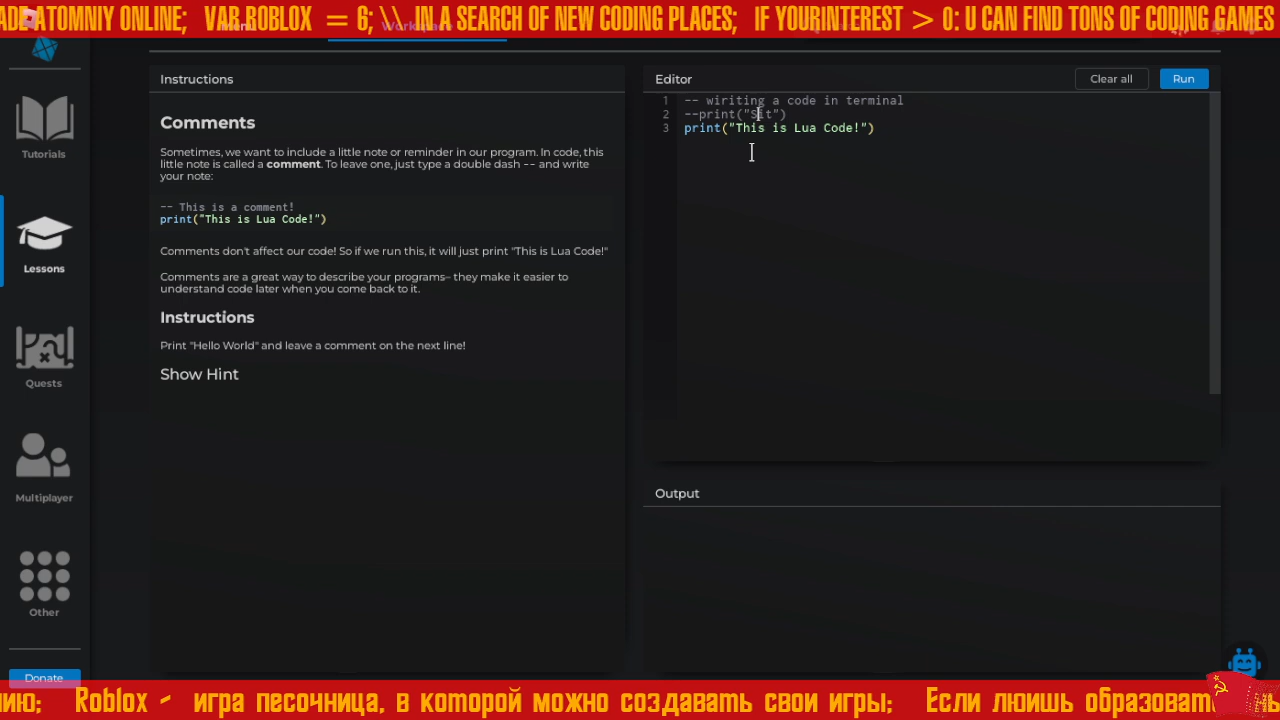 ADE ATOMNIY ONLINE; VAR ROBLOX = 6; \\ IN A SEARCH OF NEW CODING PLACES; IF YOURINTEREST > 0: U CAN FIND TONS OF CODING GAMES
Instructions
Comments
Sometimes, we want to include a little note or reminder in our program. In code, this
little note is called a comment. To leave one, just type a double dash -- and write
your note:
-- This is a comment!
print("This is Lua Code!")
Comments don't affect our code! So if we run this, it will just print "This is Lua Code!"
Comments are a great way to describe your programs– they make it easier to
understand code later when you come back to it.
Instructions
Print "Hello World" and leave a comment on the next line!
Show Hint
Editor
Clear all
Run
1 -- wiriting a code in terminal
2 --print("Sit")
3 print("This is Lua Code!")
Output
Tutorials
Lessons
Quests
Multiplayer
Other
Donate
нию; Roblox - игра песочница, в которой можно создавать свои игры; Если люишь образоват